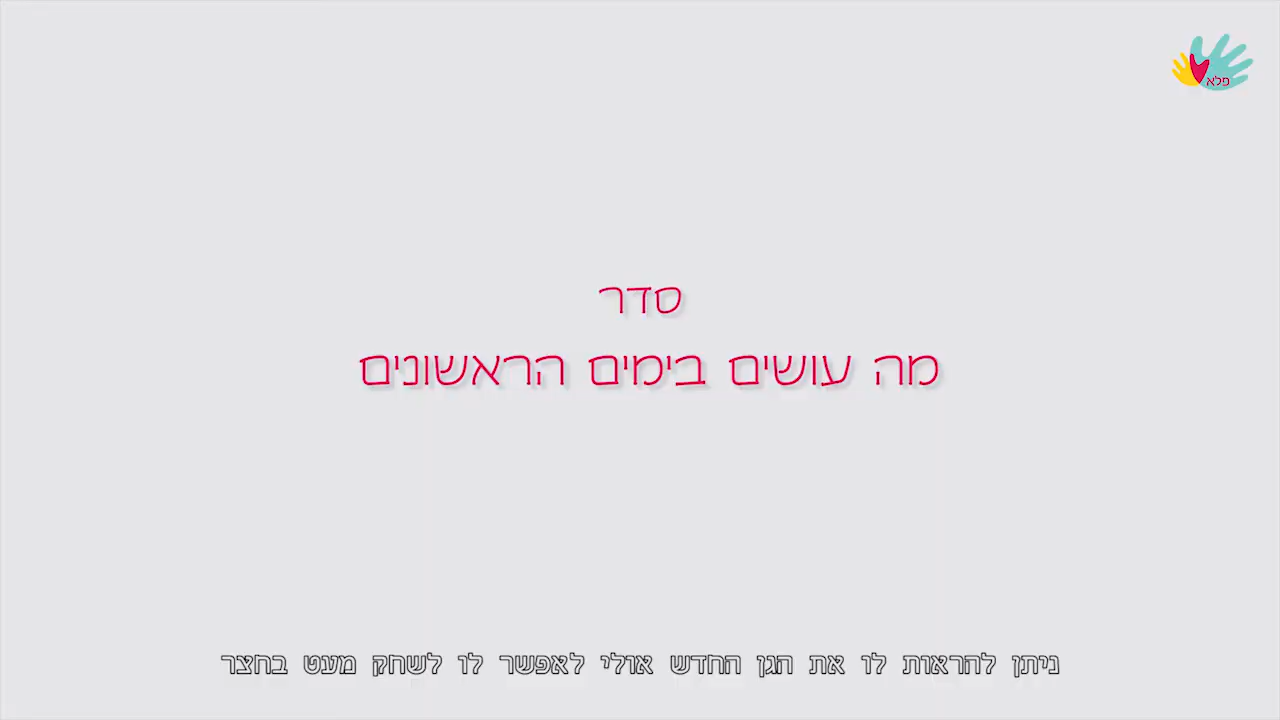 פלא
סדר
מה עושים בימים הראשונים
ניתן להראות לו את הגן החדש אולי לאפשר לו לשחק מעט בחצר